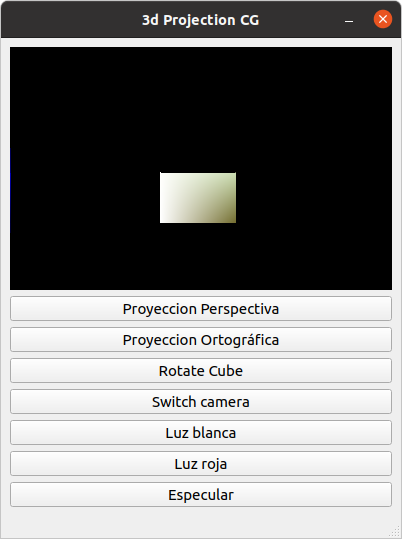 3d Projection CG
Proyeccion Perspectiva
Proyeccion Ortográfica
Rotate Cube
Switch camera
Luz blanca
Luz roja
Especular